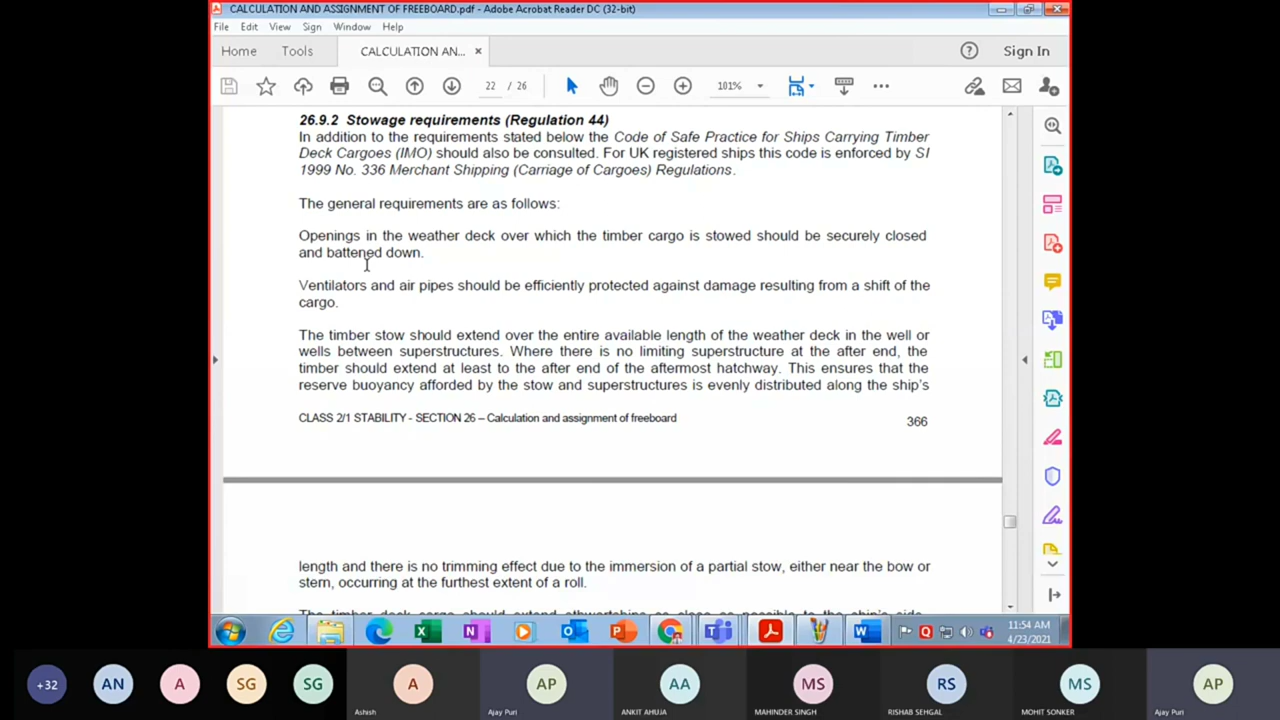 CALCULATION AND ASSIGNMENT OF FREEBOARD.pdf - Adobe Acrobat Reader DC (32-bit)
File Edit View Sign Window Help
Home Tools CALCULATION AN... × Sign In
22 / 26 101%
26.9.2 Stowage requirements (Regulation 44)
In addition to the requirements stated below the Code of Safe Practice for Ships Carrying Timber
Deck Cargoes (IMO) should also be consulted. For UK registered ships this code is enforced by SI
1999 No. 336 Merchant Shipping (Carriage of Cargoes) Regulations.
The general requirements are as follows:
Openings in the weather deck over which the timber cargo is stowed should be securely closed
and battened down.
Ventilators and air pipes should be efficiently protected against damage resulting from a shift of the
cargo.
The timber stow should extend over the entire available length of the weather deck in the well or
wells between superstructures. Where there is no limiting superstructure at the after end, the
timber should extend at least to the after end of the aftermost hatchway. This ensures that the
reserve buoyancy afforded by the stow and superstructures is evenly distributed along the ship's
CLASS 2/1 STABILITY - SECTION 26 – Calculation and assignment of freeboard 366
length and there is no trimming effect due to the immersion of a partial stow, either near the bow or
stern, occurring at the furthest extent of a roll.
The timber deck cargo should extend athwartships as close as possible to the ship's side
11:54 AM
4/23/2021
+32 AN A SG SG A AP AA MS RS MS AP
Ashish Ajay Puri ANKIT AHUJA MAHINDER SINGH RISHAB SEHGAL MOHIT SONKER Ajay Puri